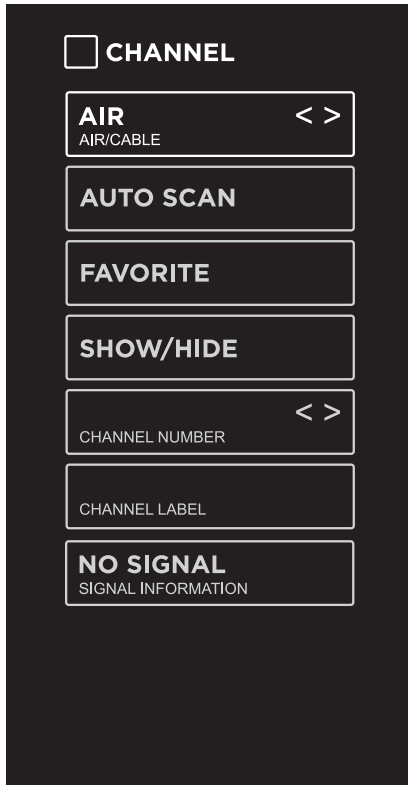 CHANNEL
AIR < >
AIR/CABLE
AUTO SCAN
FAVORITE
SHOW/HIDE
< >
CHANNEL NUMBER
CHANNEL LABEL
NO SIGNAL
SIGNAL INFORMATION